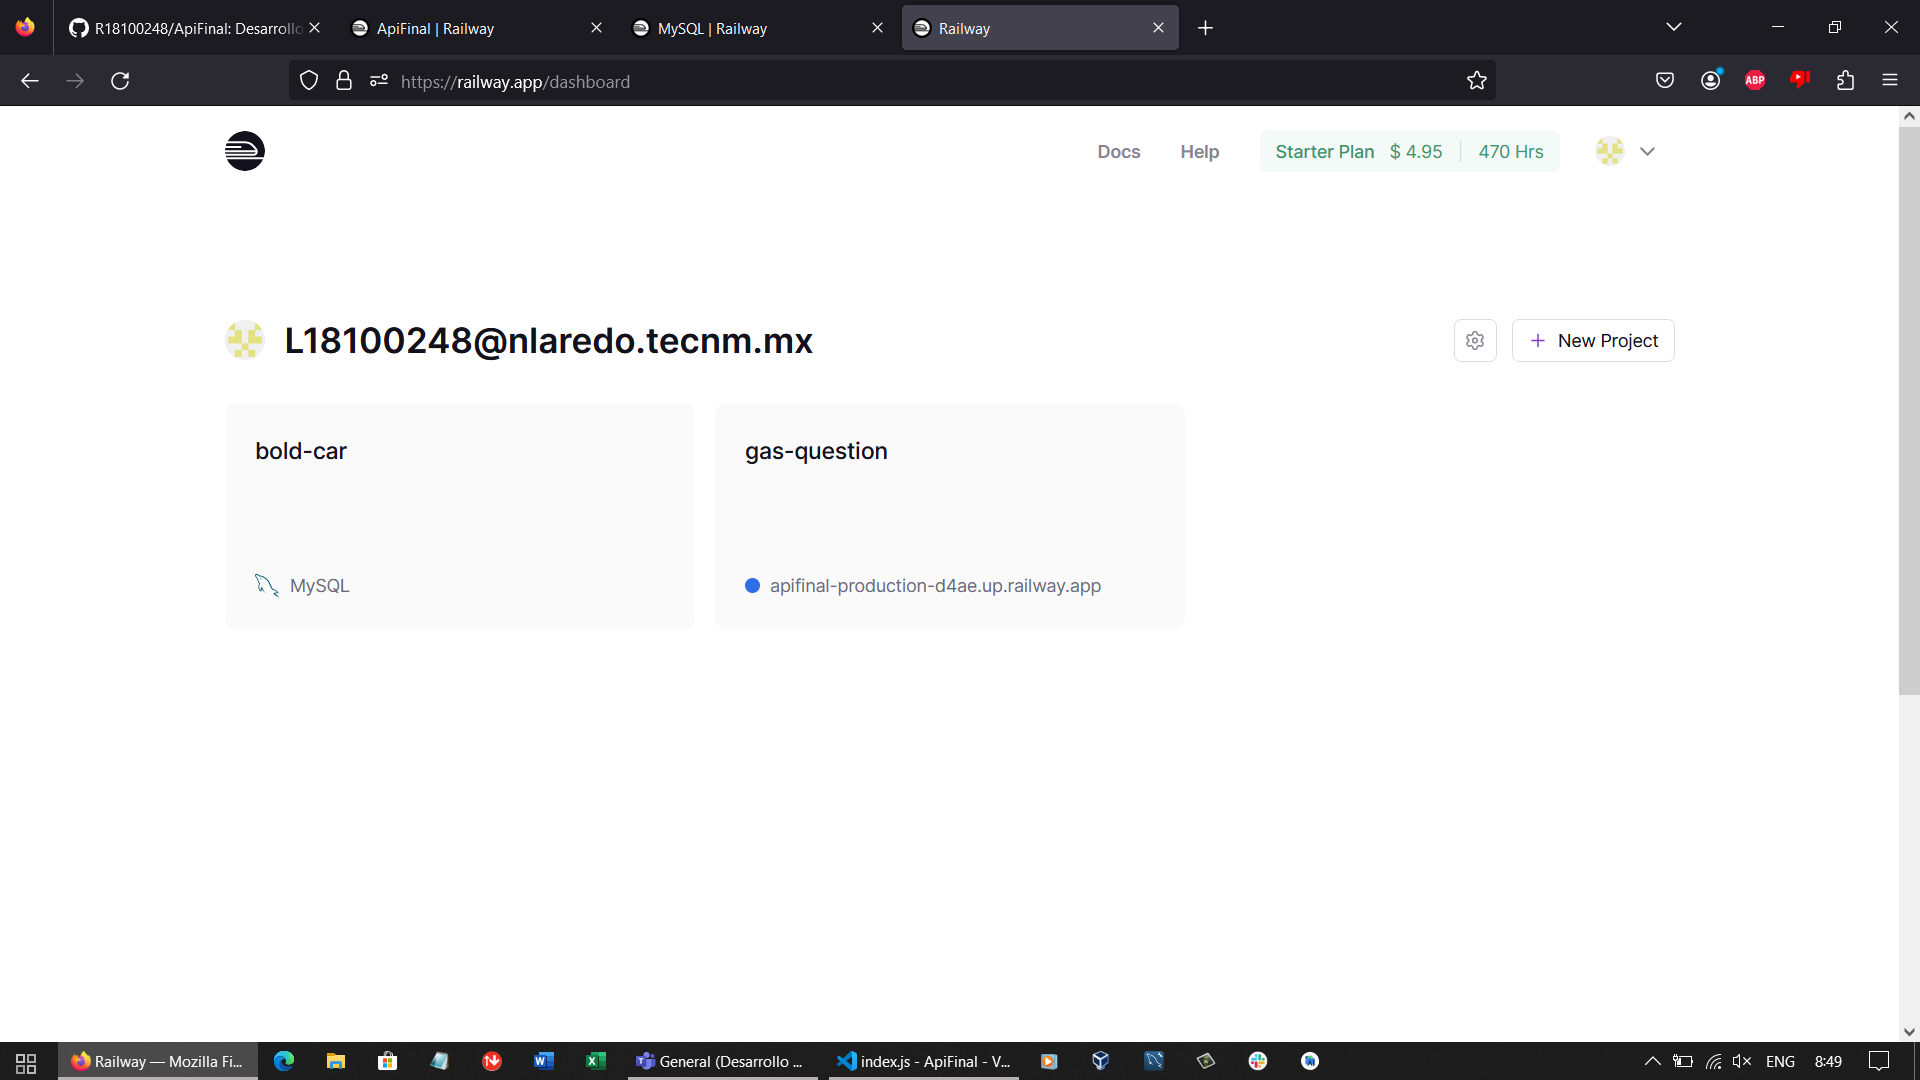 R18100248/ApiFinal: Desarrollo
ApiFinal | Railway
MySQL | Railway
Railway
https://railway.app/dashboard
ABP
Docs
Help
Starter Plan $ 4.95 470 Hrs
L18100248@nlaredo.tecnm.mx
New Project
bold-car
gas-question
MySQL
apifinal-production-d4ae.up.railway.app
Railway — Mozilla Fi...
General (Desarrollo ...
index.js - ApiFinal - V...
ENG
8:49